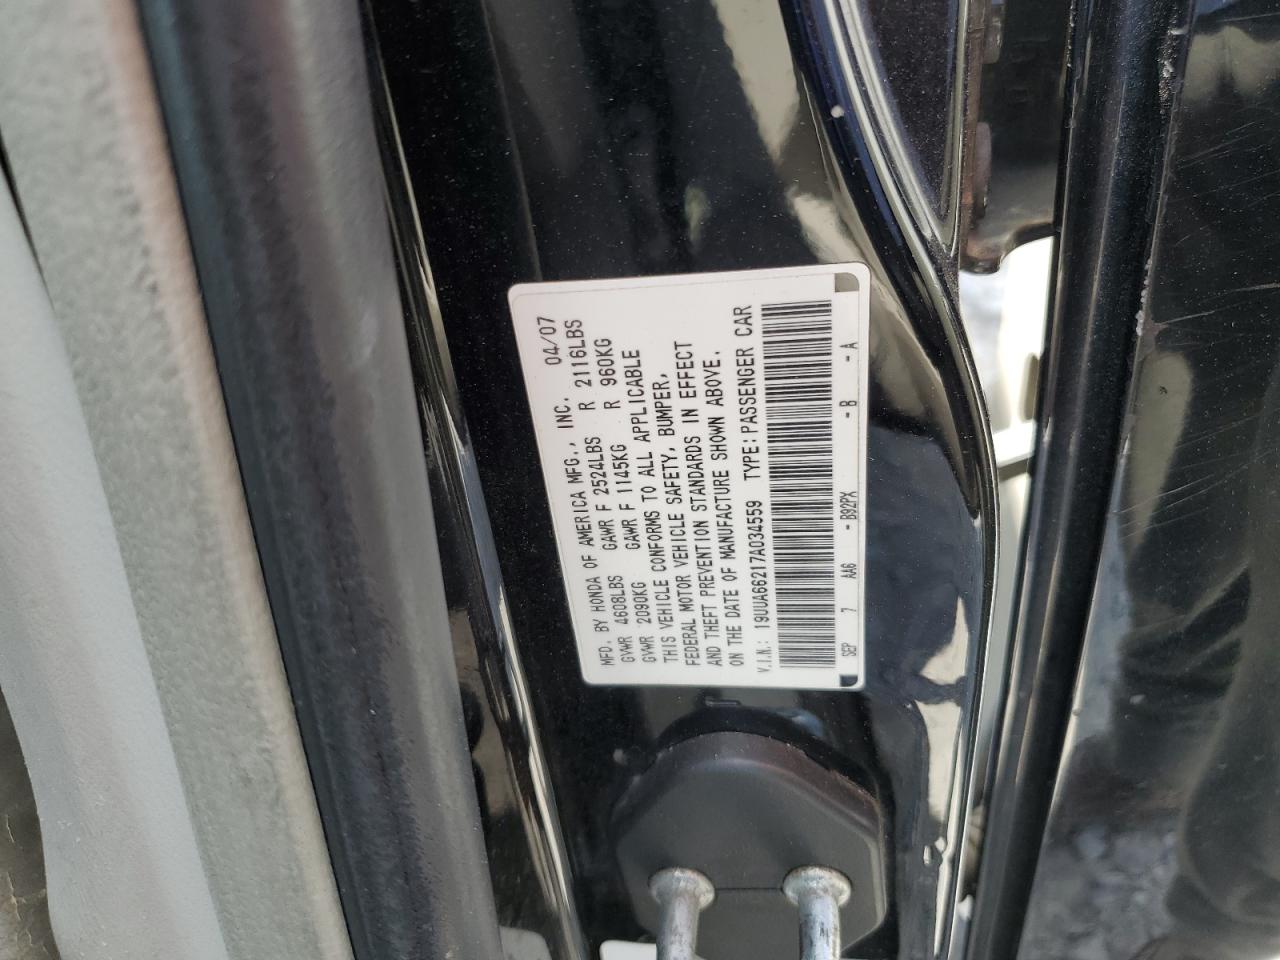 MFD. BY HONDA OF AMERICA MFG., INC. 04/07
GVWR 4608LBS GAWR F 2524LBS R 2116LBS
GVWR 2090KG GAWR F 1145KG R 960KG
THIS VEHICLE CONFORMS TO ALL APPLICABLE
FEDERAL MOTOR VEHICLE SAFETY, BUMPER,
AND THEFT PREVENTION STANDARDS IN EFFECT
ON THE DATE OF MANUFACTURE SHOWN ABOVE.
V.I.N.: 19UUA66217A034559 TYPE:PASSENGER CAR
SEP 7 AA6 - B92PX - B - A